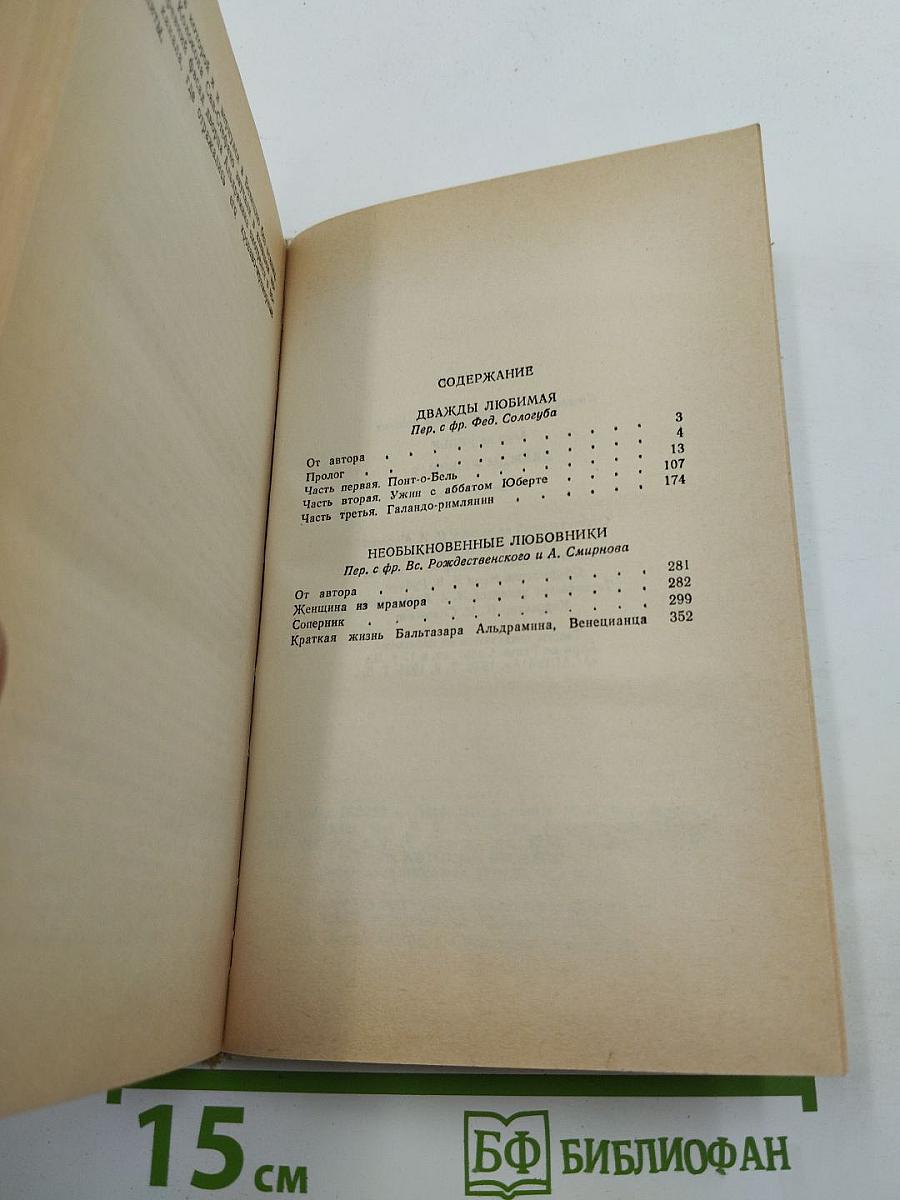 СОДЕРЖАНИЕ
ДВАЖДЫ ЛЮБИМАЯ
Пер. с фр. Фед. Сологуба
От автора . . . . . . . . . . . 3
Пролог . . . . . . . . . . . 4
Часть первая. Понт-о-Бель . . . . . . . 13
Часть вторая. Ужин с аббатом Юберте . . . . 107
Часть третья. Галандо-римлянин . . . . . 174
НЕОБЫКНОВЕННЫЕ ЛЮБОВНИКИ
Пер. с фр. Вс. Рождественского и А. Смирнова
От автора . . . . . . . . . . . 281
Женщина из мрамора . . . . . . . . 282
Соперник . . . . . . . . . . . 299
Краткая жизнь Бальтазара Альдрамина, Венецианца 352
15 см
БФ БИБ�лИОФАН